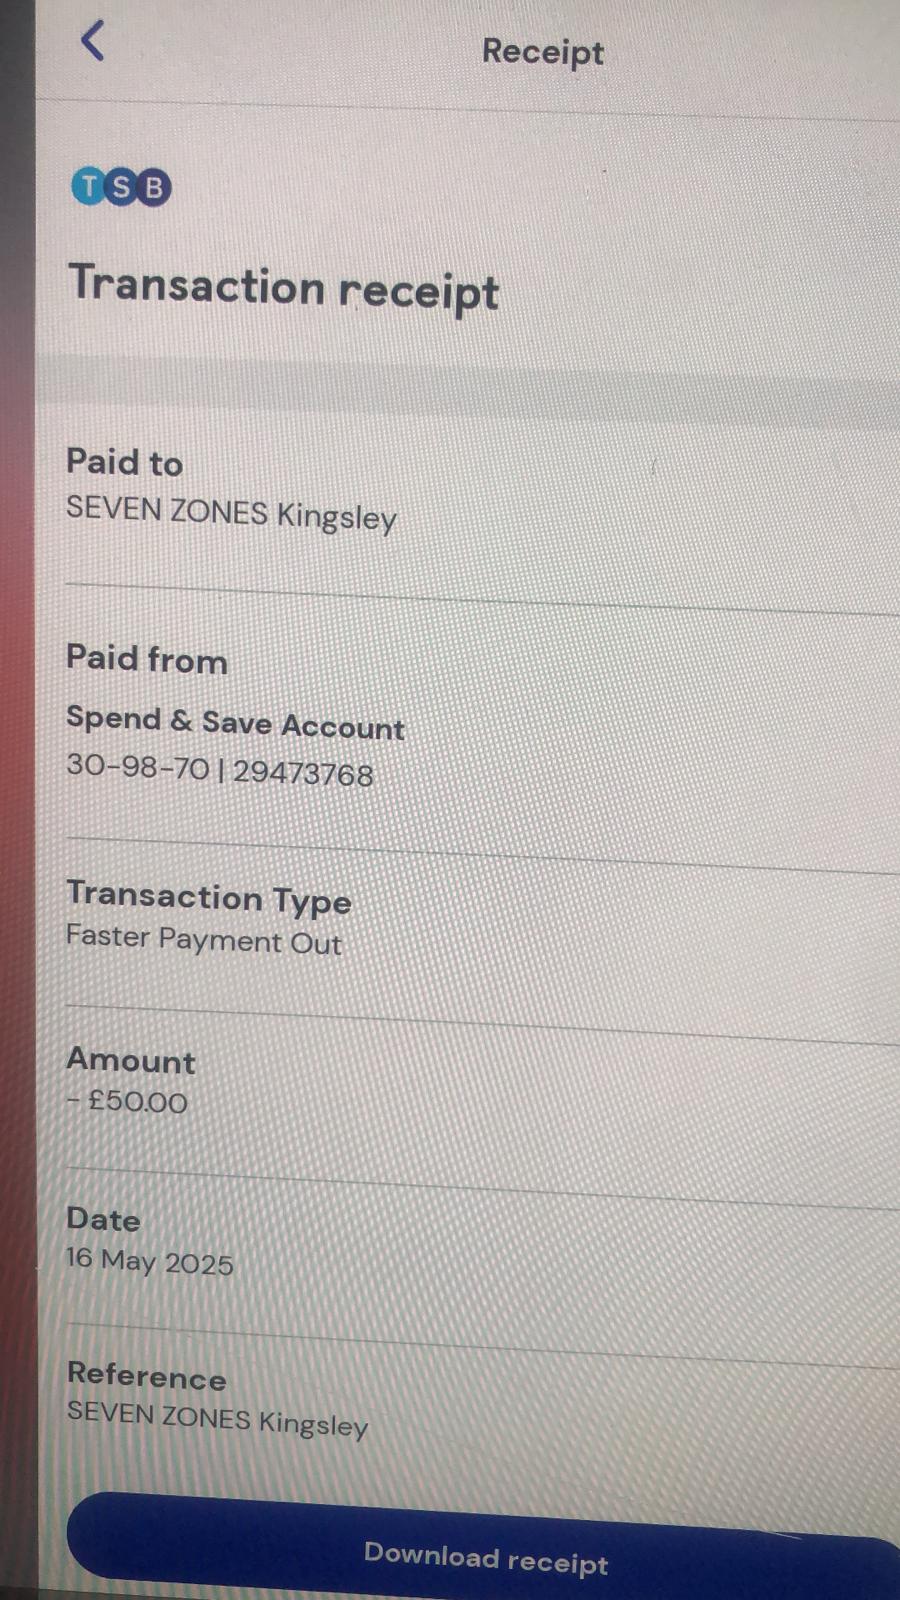 Receipt
TSB
Transaction receipt
Paid to
SEVEN ZONES Kingsley
Paid from
Spend & Save Account
30-98-70 | 29473768
Transaction Type
Faster Payment Out
Amount
- £50.00
Date
16 May 2025
Reference
SEVEN ZONES Kingsley
Download receipt